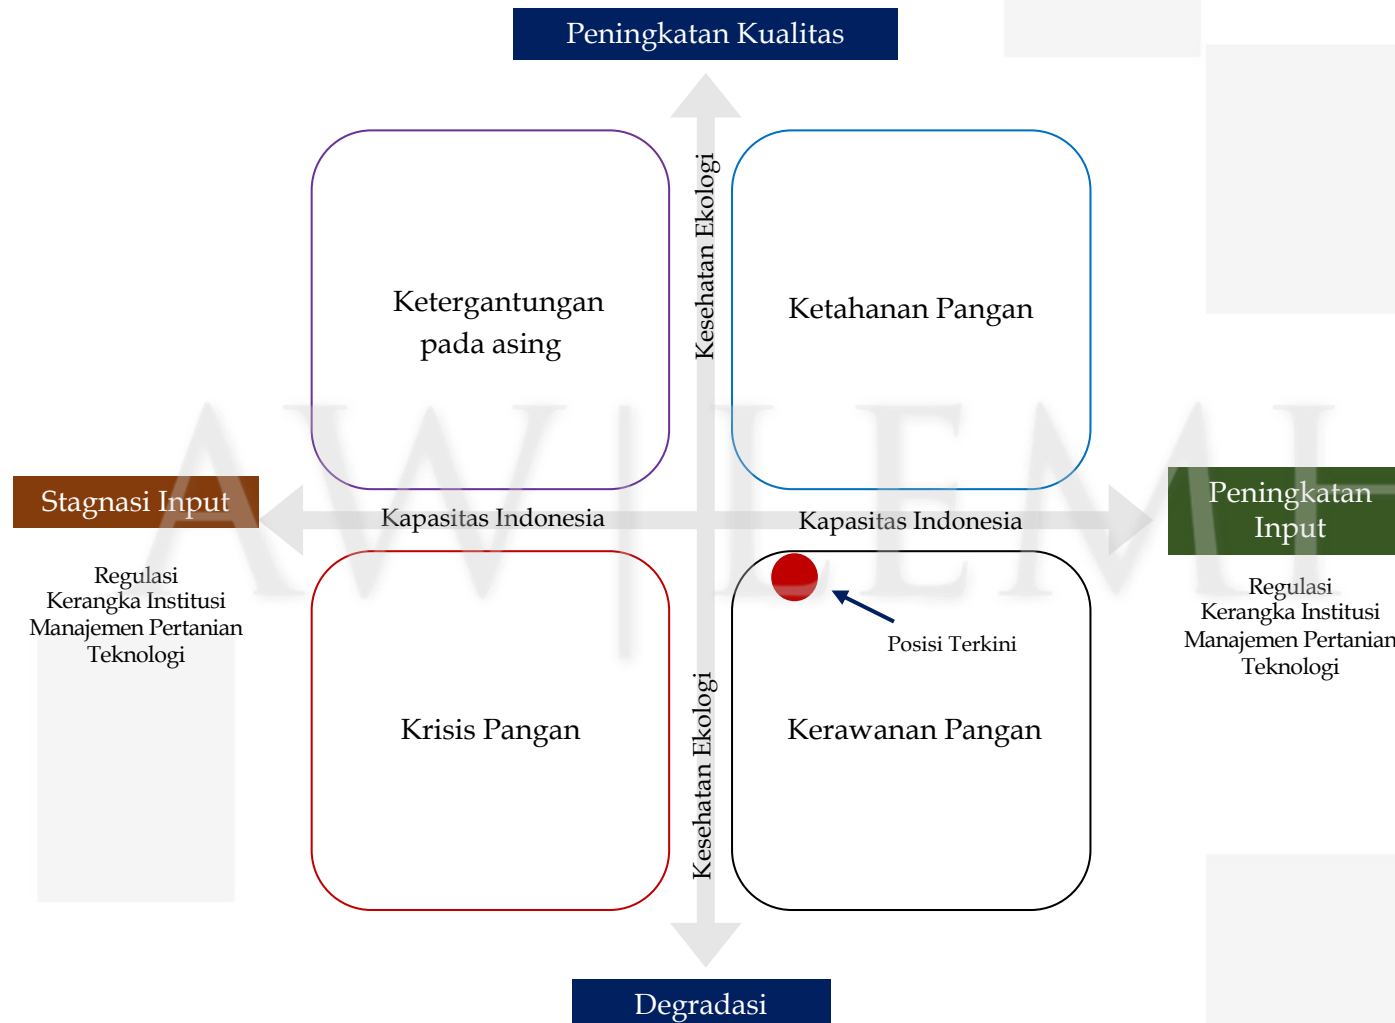 Peningkatan Kualitas
Kesehatan Ekologi
Ketergantungan
pada asing
Ketahanan Pangan
AW | LEMI
Stagnasi Input
Kapasitas Indonesia
Kapasitas Indonesia
Peningkatan
Input
Regulasi
Kerangka Institusi
Manajemen Pertanian
Teknologi
Regulasi
Kerangka Institusi
Manajemen Pertanian
Teknologi
Posisi Terkini
Kesehatan Ekologi
Krisis Pangan
Kerawanan Pangan
Degradasi